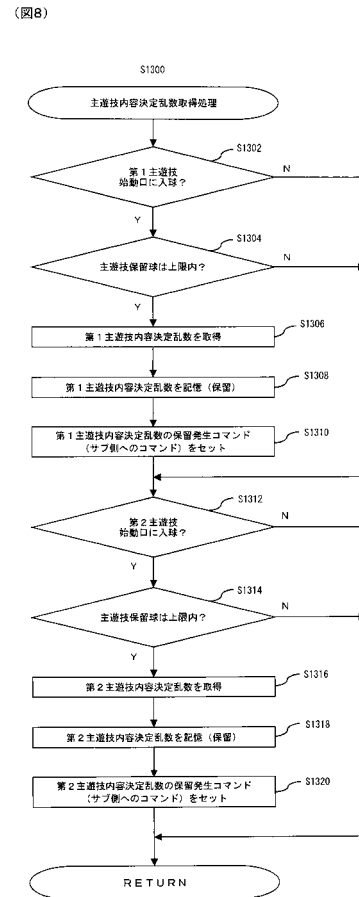 (図8)
S1300
主遊技内容決定乱数取得処理
S1302
第1主遊技
始動口に入球？
N
Y
S1304
主遊技保留球は上限内？
N
Y
S1306
第1主遊技内容決定乱数を取得
S1308
第1主遊技内容決定乱数を記憶（保留）
S1310
第1主遊技内容決定乱数の保留発生コマンド
（サブ側へのコマンド）をセット
S1312
第2主遊技
始動口に入球？
N
Y
S1314
主遊技保留球は上限内？
N
Y
S1316
第2主遊技内容決定乱数を取得
S1318
第2主遊技内容決定乱数を記憶（保留）
S1320
第2主遊技内容決定乱数の保留発生コマンド
（サブ側へのコマンド）をセット
RETURN